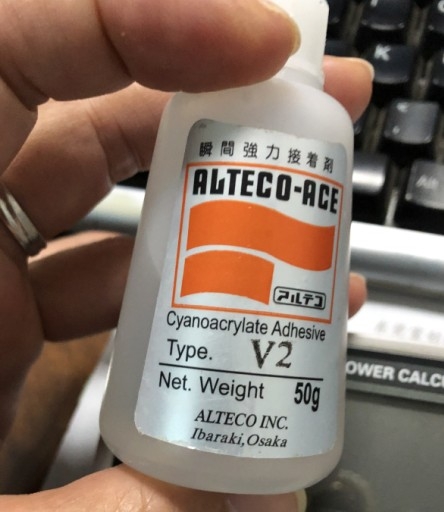 瞬間強力接着剤
ALTECO-ACE
アルテコ
Cyanoacrylate Adhesive
Type. V2
Net. Weight 50g
ALTECO INC.
Ibaraki,Osaka
OWER CALC
K
Alt